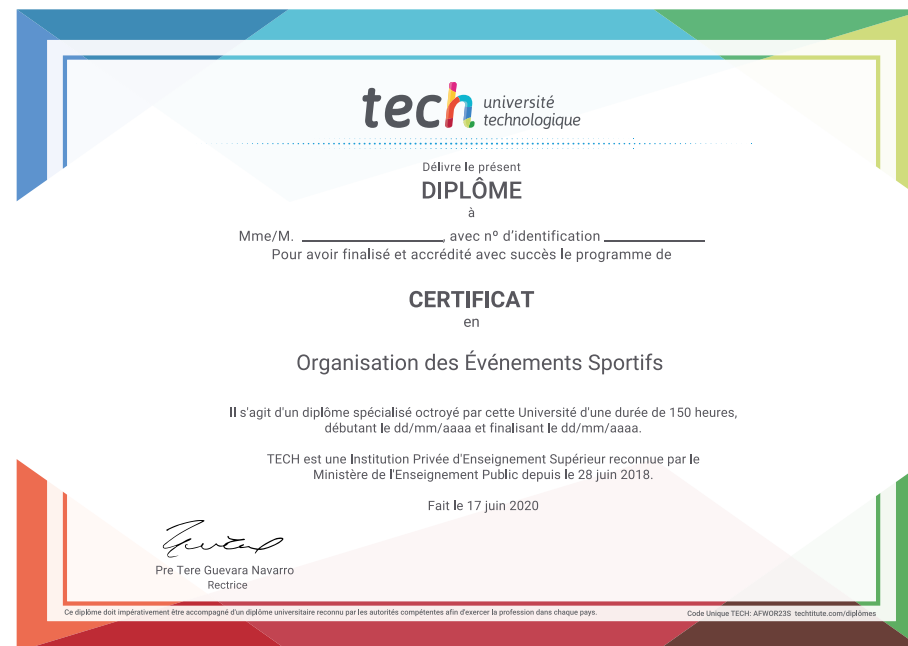 tech université
technologique
Délivre le présent
DIPLÔME
à
Mme/M. ____________, avec nº d'identification ____________
Pour avoir finalisé et accrédité avec succès le programme de
CERTIFICAT
en
Organisation des Événements Sportifs
Il s'agit d'un diplôme spécialisé octroyé par cette Université d'une durée de 150 heures,
débutant le dd/mm/aaaa et finalisant le dd/mm/aaaa.
TECH est une Institution Privée d'Enseignement Supérieur reconnue par le
Ministère de l'Enseignement Public depuis le 28 juin 2018.
Fait le 17 juin 2020
Pre Tere Guevara Navarro
Rectrice
Ce diplôme doit impérativement être accompagné d'un diplôme universitaire reconnu par les autorités compétentes afin d'exercer la profession dans chaque pays.
Code Unique TECH: AFWOR23S techtitute.com/diplômes